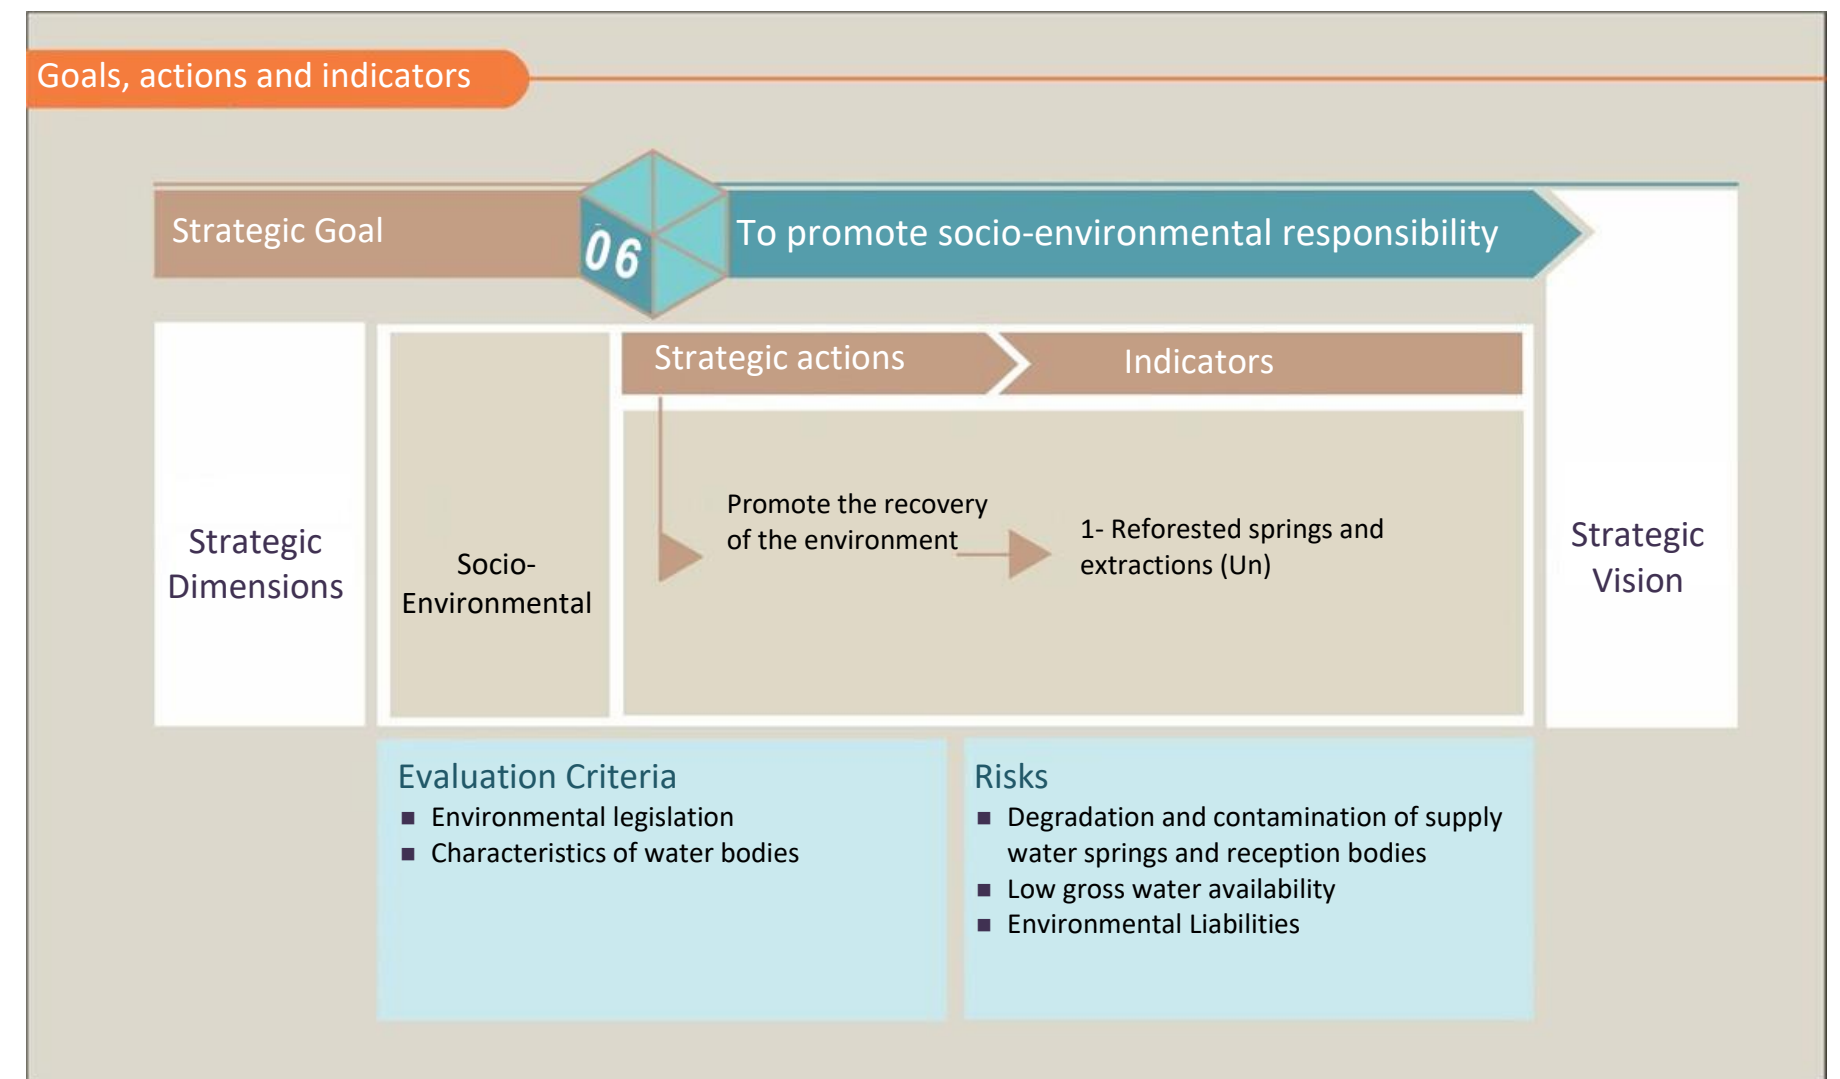 Goals, actions and indicators
Strategic Goal
06
To promote socio-environmental responsibility
Strategic
Dimensions
Socio-
Environmental
Strategic actions
Indicators
Promote the recovery
of the environment
1- Reforested springs and
extractions (Un)
Strategic
Vision
Evaluation Criteria
■ Environmental legislation
■ Characteristics of water bodies
Risks
■ Degradation and contamination of supply
water springs and reception bodies
■ Low gross water availability
■ Environmental Liabilities